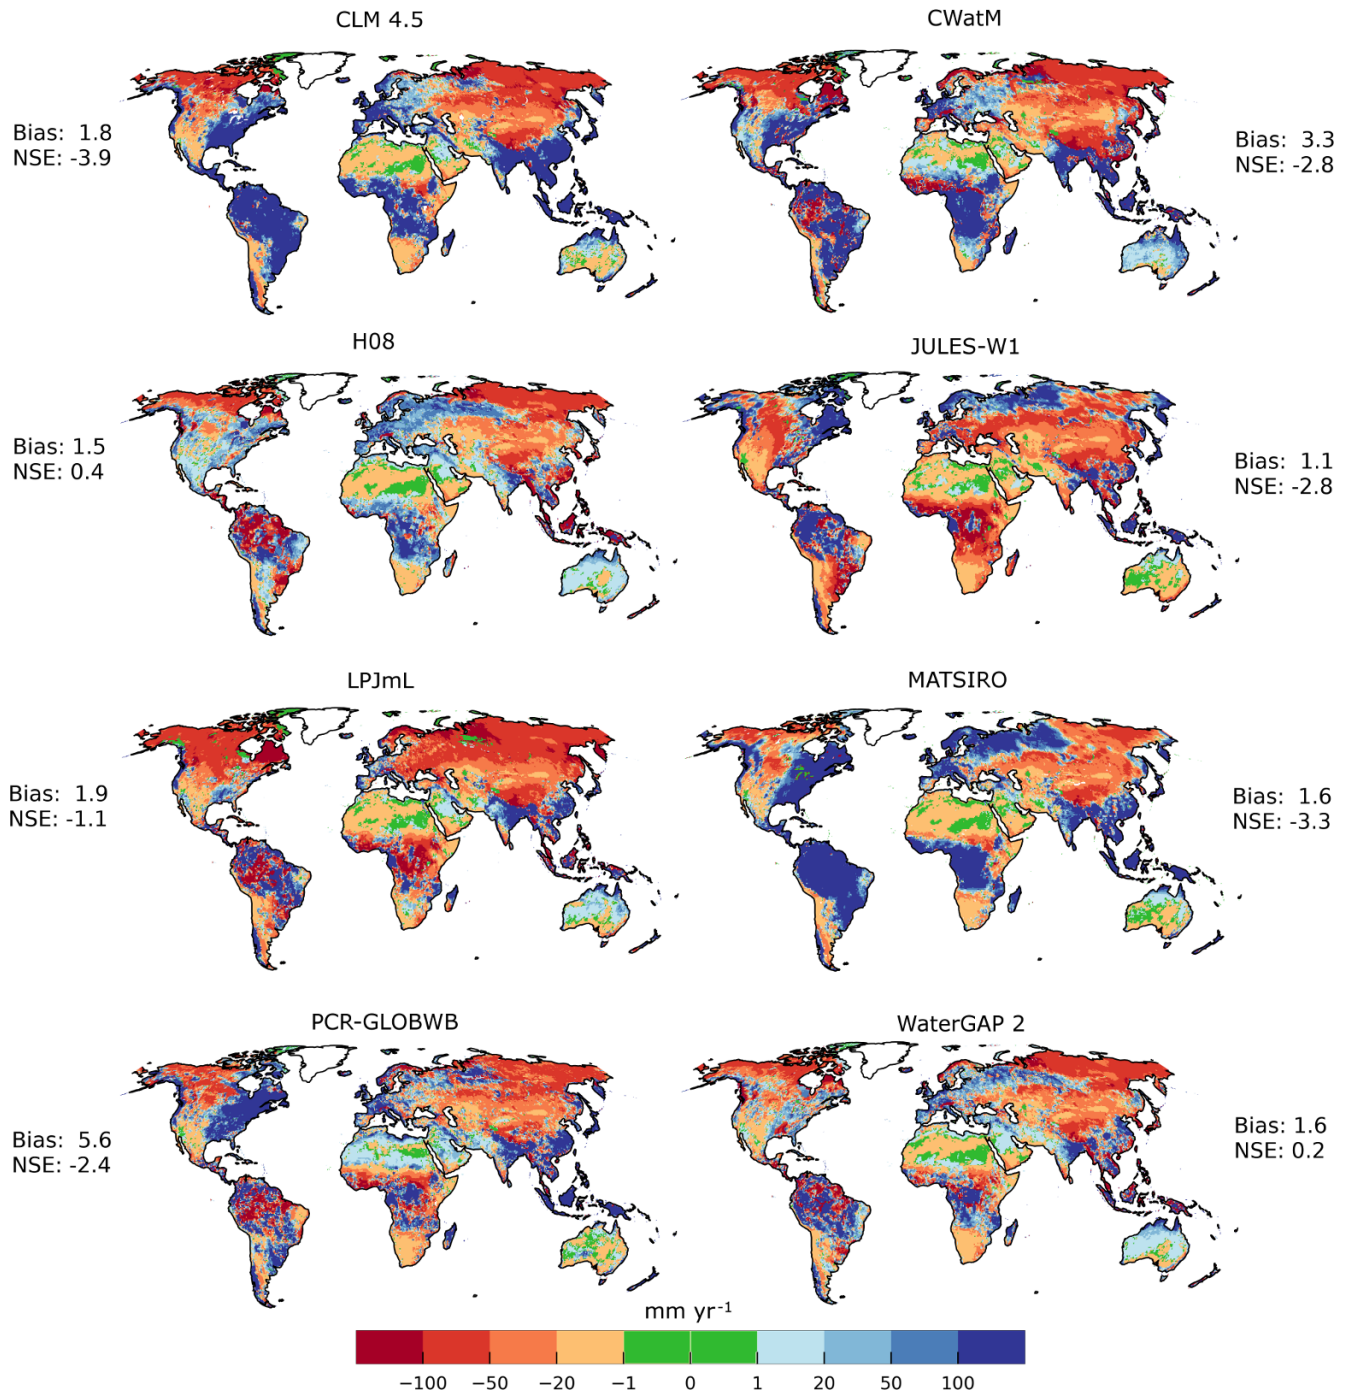 CLM 4.5
CWatM
Bias: 1.8
NSE: -3.9
Bias: 3.3
NSE: -2.8
H08
JULES-W1
Bias: 1.5
NSE: 0.4
Bias: 1.1
NSE: -2.8
LPJmL
MATSIRO
Bias: 1.9
NSE: -1.1
Bias: 1.6
NSE: -3.3
PCR-GLOBWB
WaterGAP 2
Bias: 5.6
NSE: -2.4
Bias: 1.6
NSE: 0.2
mm yr⁻¹
−100 −50 −20 −1 0 1 20 50 100